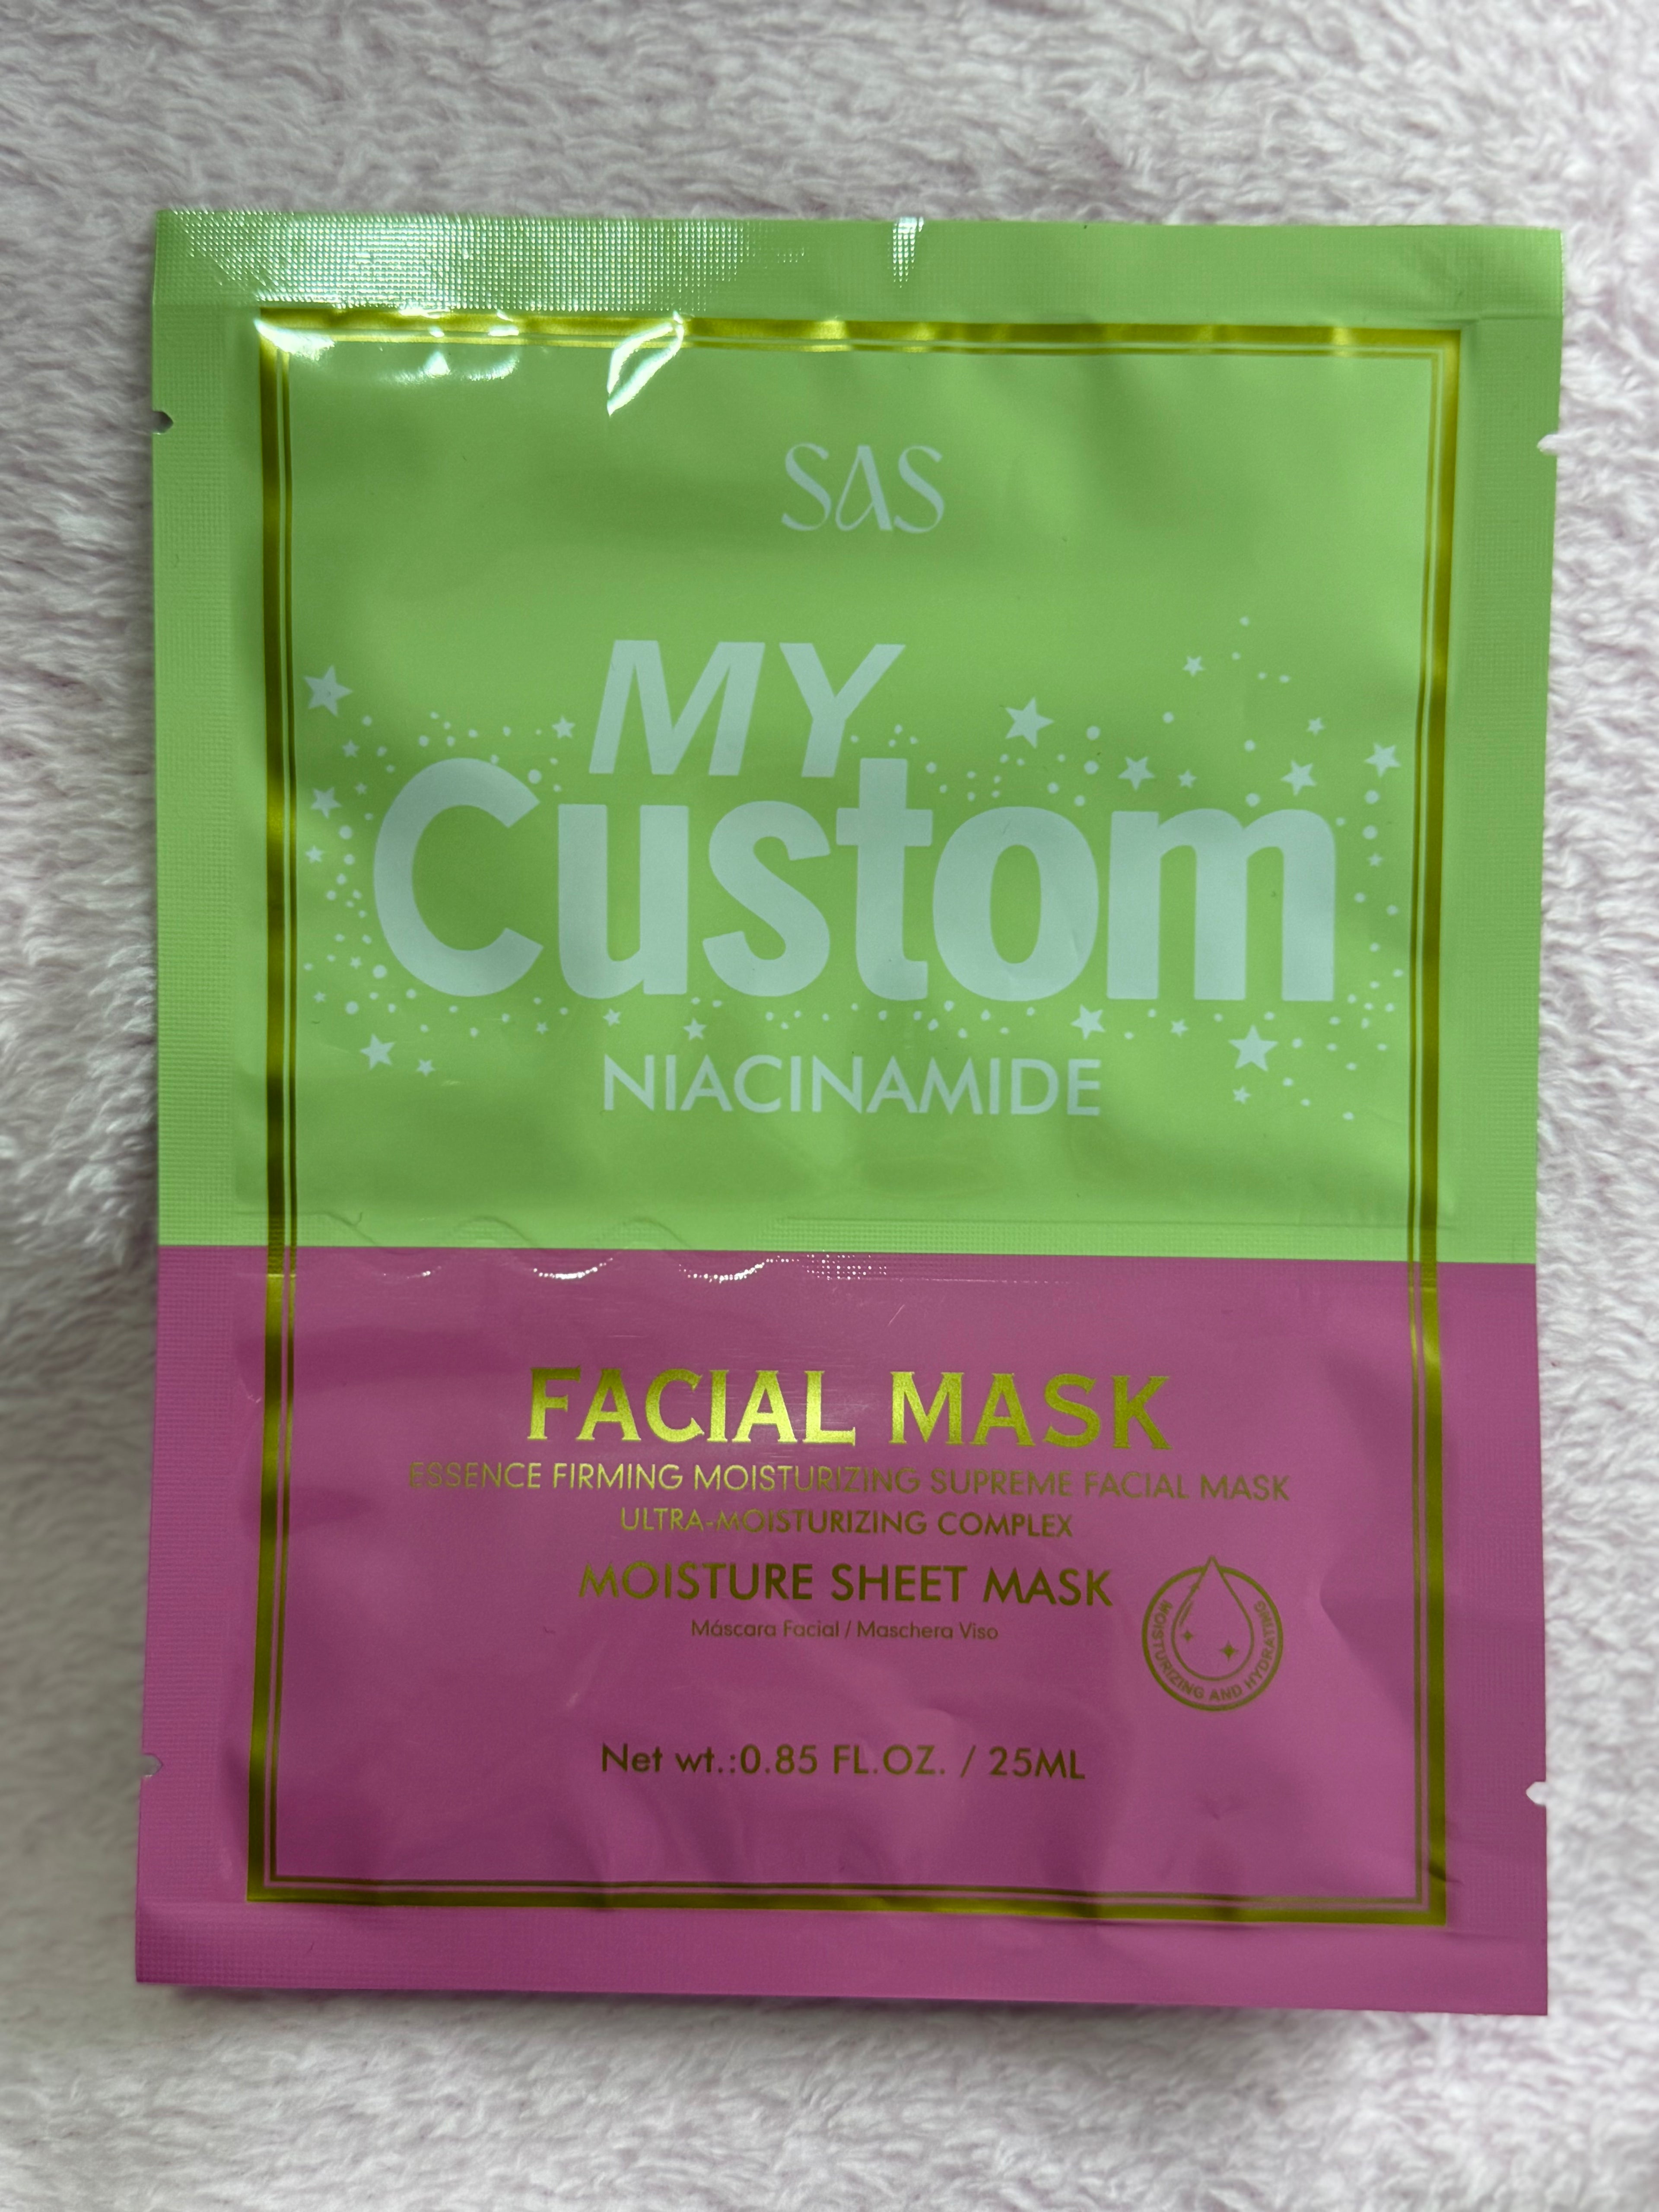 SAS
MY
Custom
NIACINAMIDE
FACIAL MASK
ESSENCE FIRMING MOISTURIZING SUPREME FACIAL MASK
ULTRA-MOISTURIZING COMPLEX
MOISTURE SHEET MASK
Máscara Facial / Maschera Viso
MOISTURIZING AND HYDRATING
Net wt.:0.85 FL.OZ. / 25ML